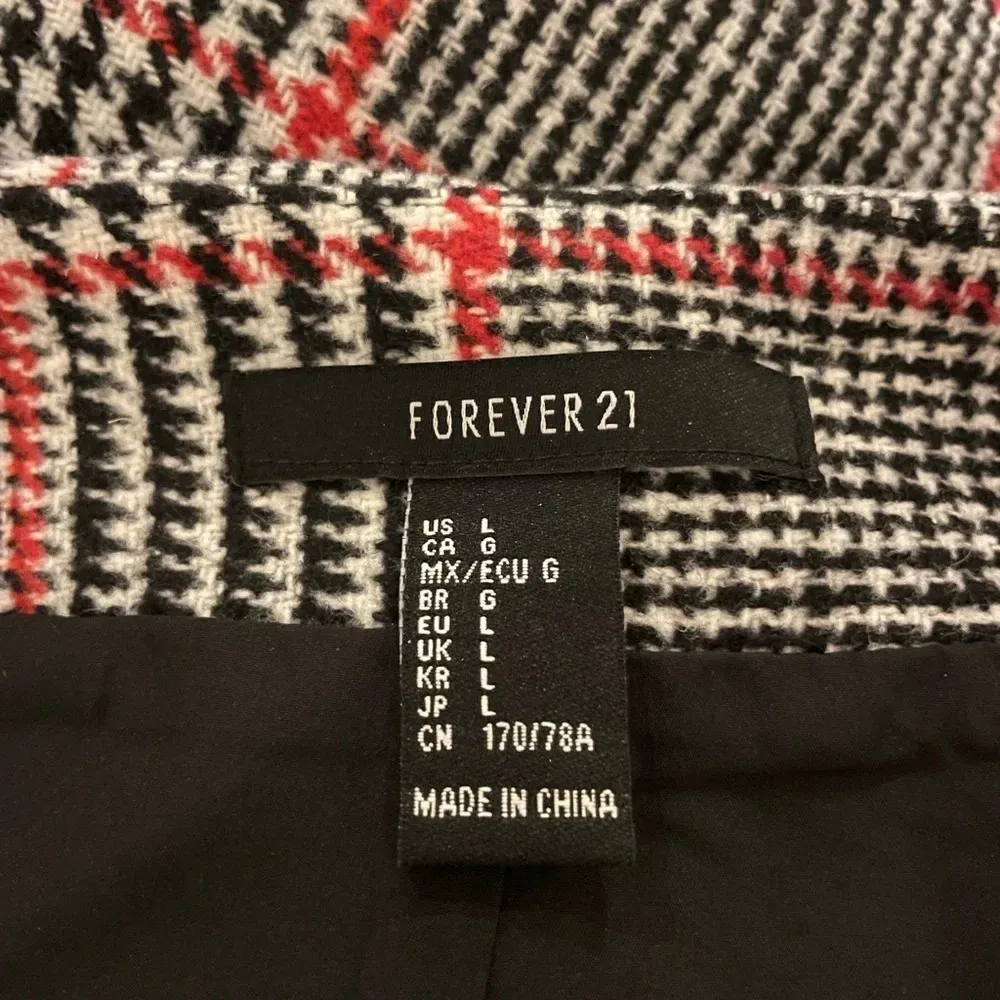 FOREVER 21
US L
CA G
MX/ECU G
BR G
EU L
UK L
KR L
JP L
CN 170/78A
MADE IN CHINA